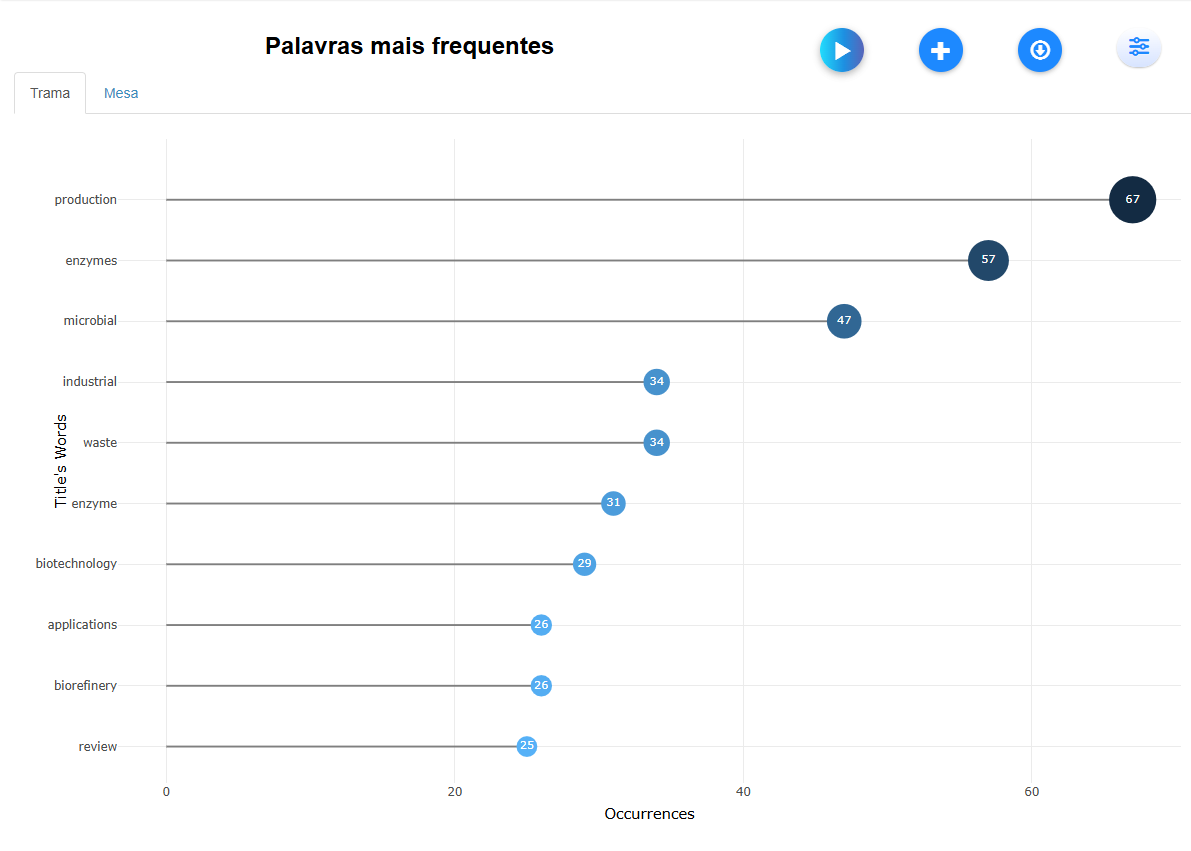 Palavras mais frequentes
Trama
Mesa
production
67
enzymes
57
microbial
47
industrial
34
waste
34
enzyme
31
biotechnology
29
applications
26
biorefinery
26
review
25
Title's Words
0
20
40
60
Occurrences